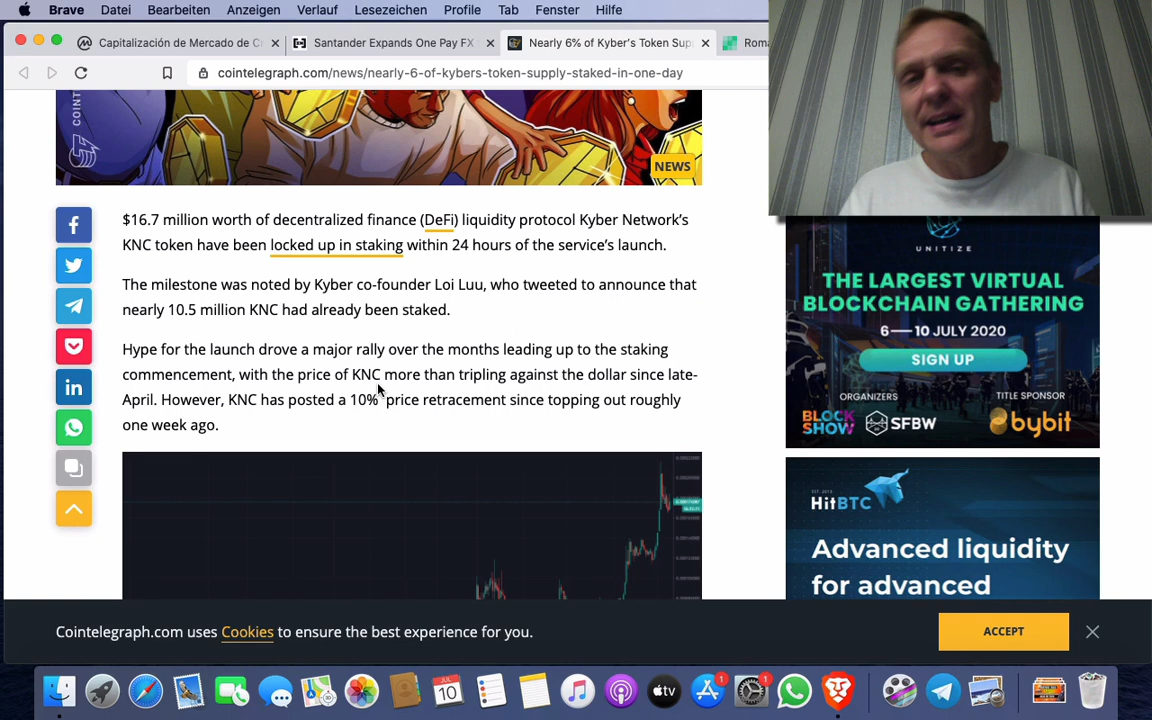 Brave Datei Bearbeiten Anzeigen Verlauf Lesezeichen Profile Tab Fenster Hilfe
Capitalización de Mercado de C
Santander Expands One Pay FX
Nearly 6% of Kyber's Token Sup
Roma
cointelegraph.com/news/nearly-6-of-kybers-token-supply-staked-in-one-day
COINT
NEWS
$16.7 million worth of decentralized finance (DeFi) liquidity protocol Kyber Network's
KNC token have been locked up in staking within 24 hours of the service's launch.
The milestone was noted by Kyber co-founder Loi Luu, who tweeted to announce that
nearly 10.5 million KNC had already been staked.
Hype for the launch drove a major rally over the months leading up to the staking
commencement, with the price of KNC more than tripling against the dollar since late-
April. However, KNC has posted a 10% price retracement since topping out roughly
one week ago.
UNITIZE
THE LARGEST VIRTUAL
BLOCKCHAIN GATHERING
6—10 JULY 2020
SIGN UP
ORGANIZERS
TITLE SPONSOR
BLOCK
SHOW
SFBW
bybit
HitBTC
Advanced liquidity
for advanced
Cointelegraph.com uses Cookies to ensure the best experience for you.
ACCEPT
JUL
10
tv
1
1